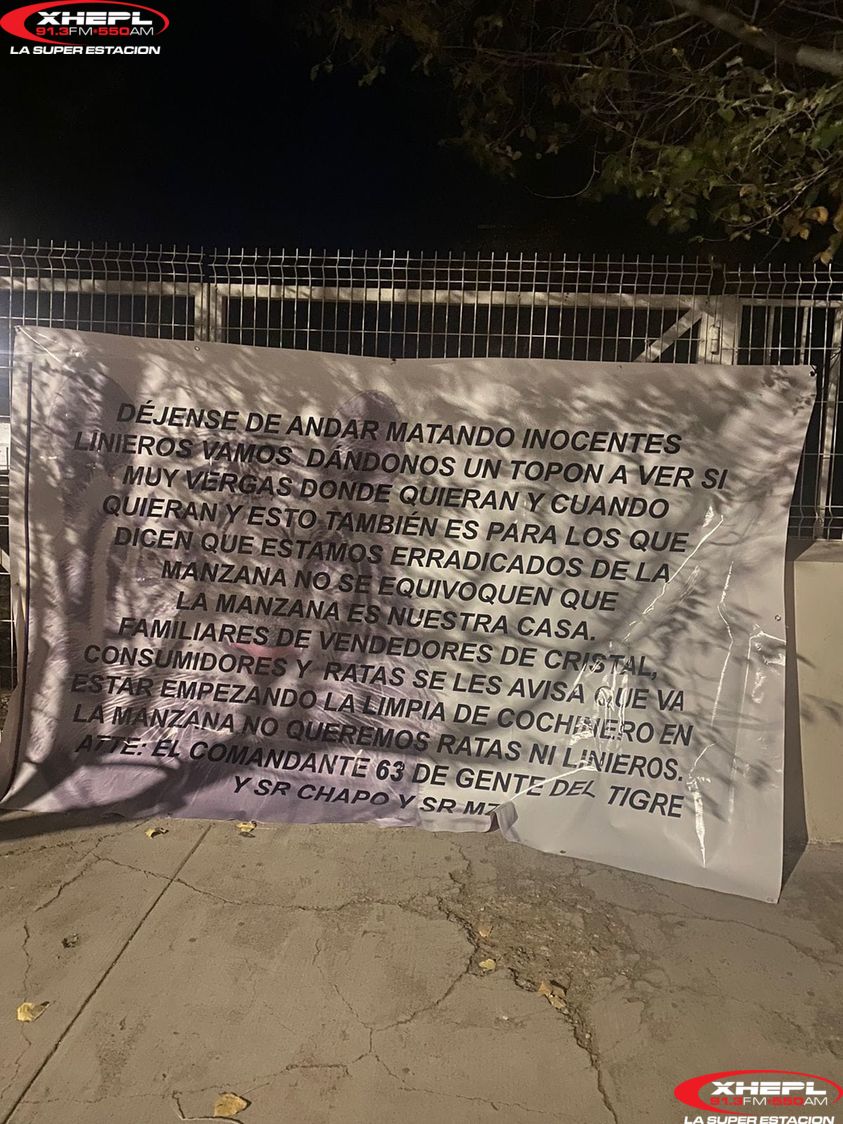 XHEPL
91.3FM•550AM
LA SUPER ESTACION
DÉJENSE DE ANDAR MATANDO INOCENTES
LINIEROS VAMOS DÁNDONOS UN TOPON A VER SI
MUY VERGAS DONDE QUIERAN Y CUANDO
QUIERAN Y ESTO TAMBIÉN ES PARA LOS QUE
DICEN QUE ESTAMOS ERRADICADOS DE LA
MANZANA NO SE EQUIVOQUEN QUE
LA MANZANA ES NUESTRA CASA.
FAMILIARES DE VENDEDORES DE CRISTAL,
CONSUMIDORES Y RATAS SE LES AVISA QUE VA
ESTAR EMPEZANDO LA LIMPIA DE COCHINERO EN
LA MANZANA NO QUEREMOS RATAS NI LINIEROS.
ATTE: EL COMANDANTE 63 DE GENTE DEL TIGRE
Y SR CHAPO Y SR MZ
XHEPL
91.3FM•550AM
LA SUPER ESTACION